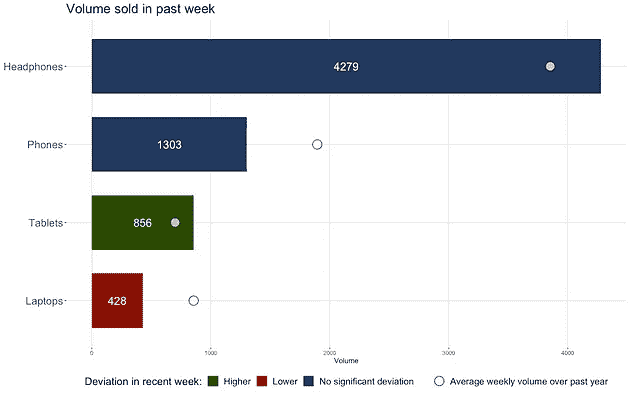 Volume sold in past week
Headphones
4279
Phones
1303
Tablets
856
Laptops
428
0 1000 2000 3000 4000
Volume
Deviation in recent week: Higher Lower No significant deviation Average weekly volume over past year